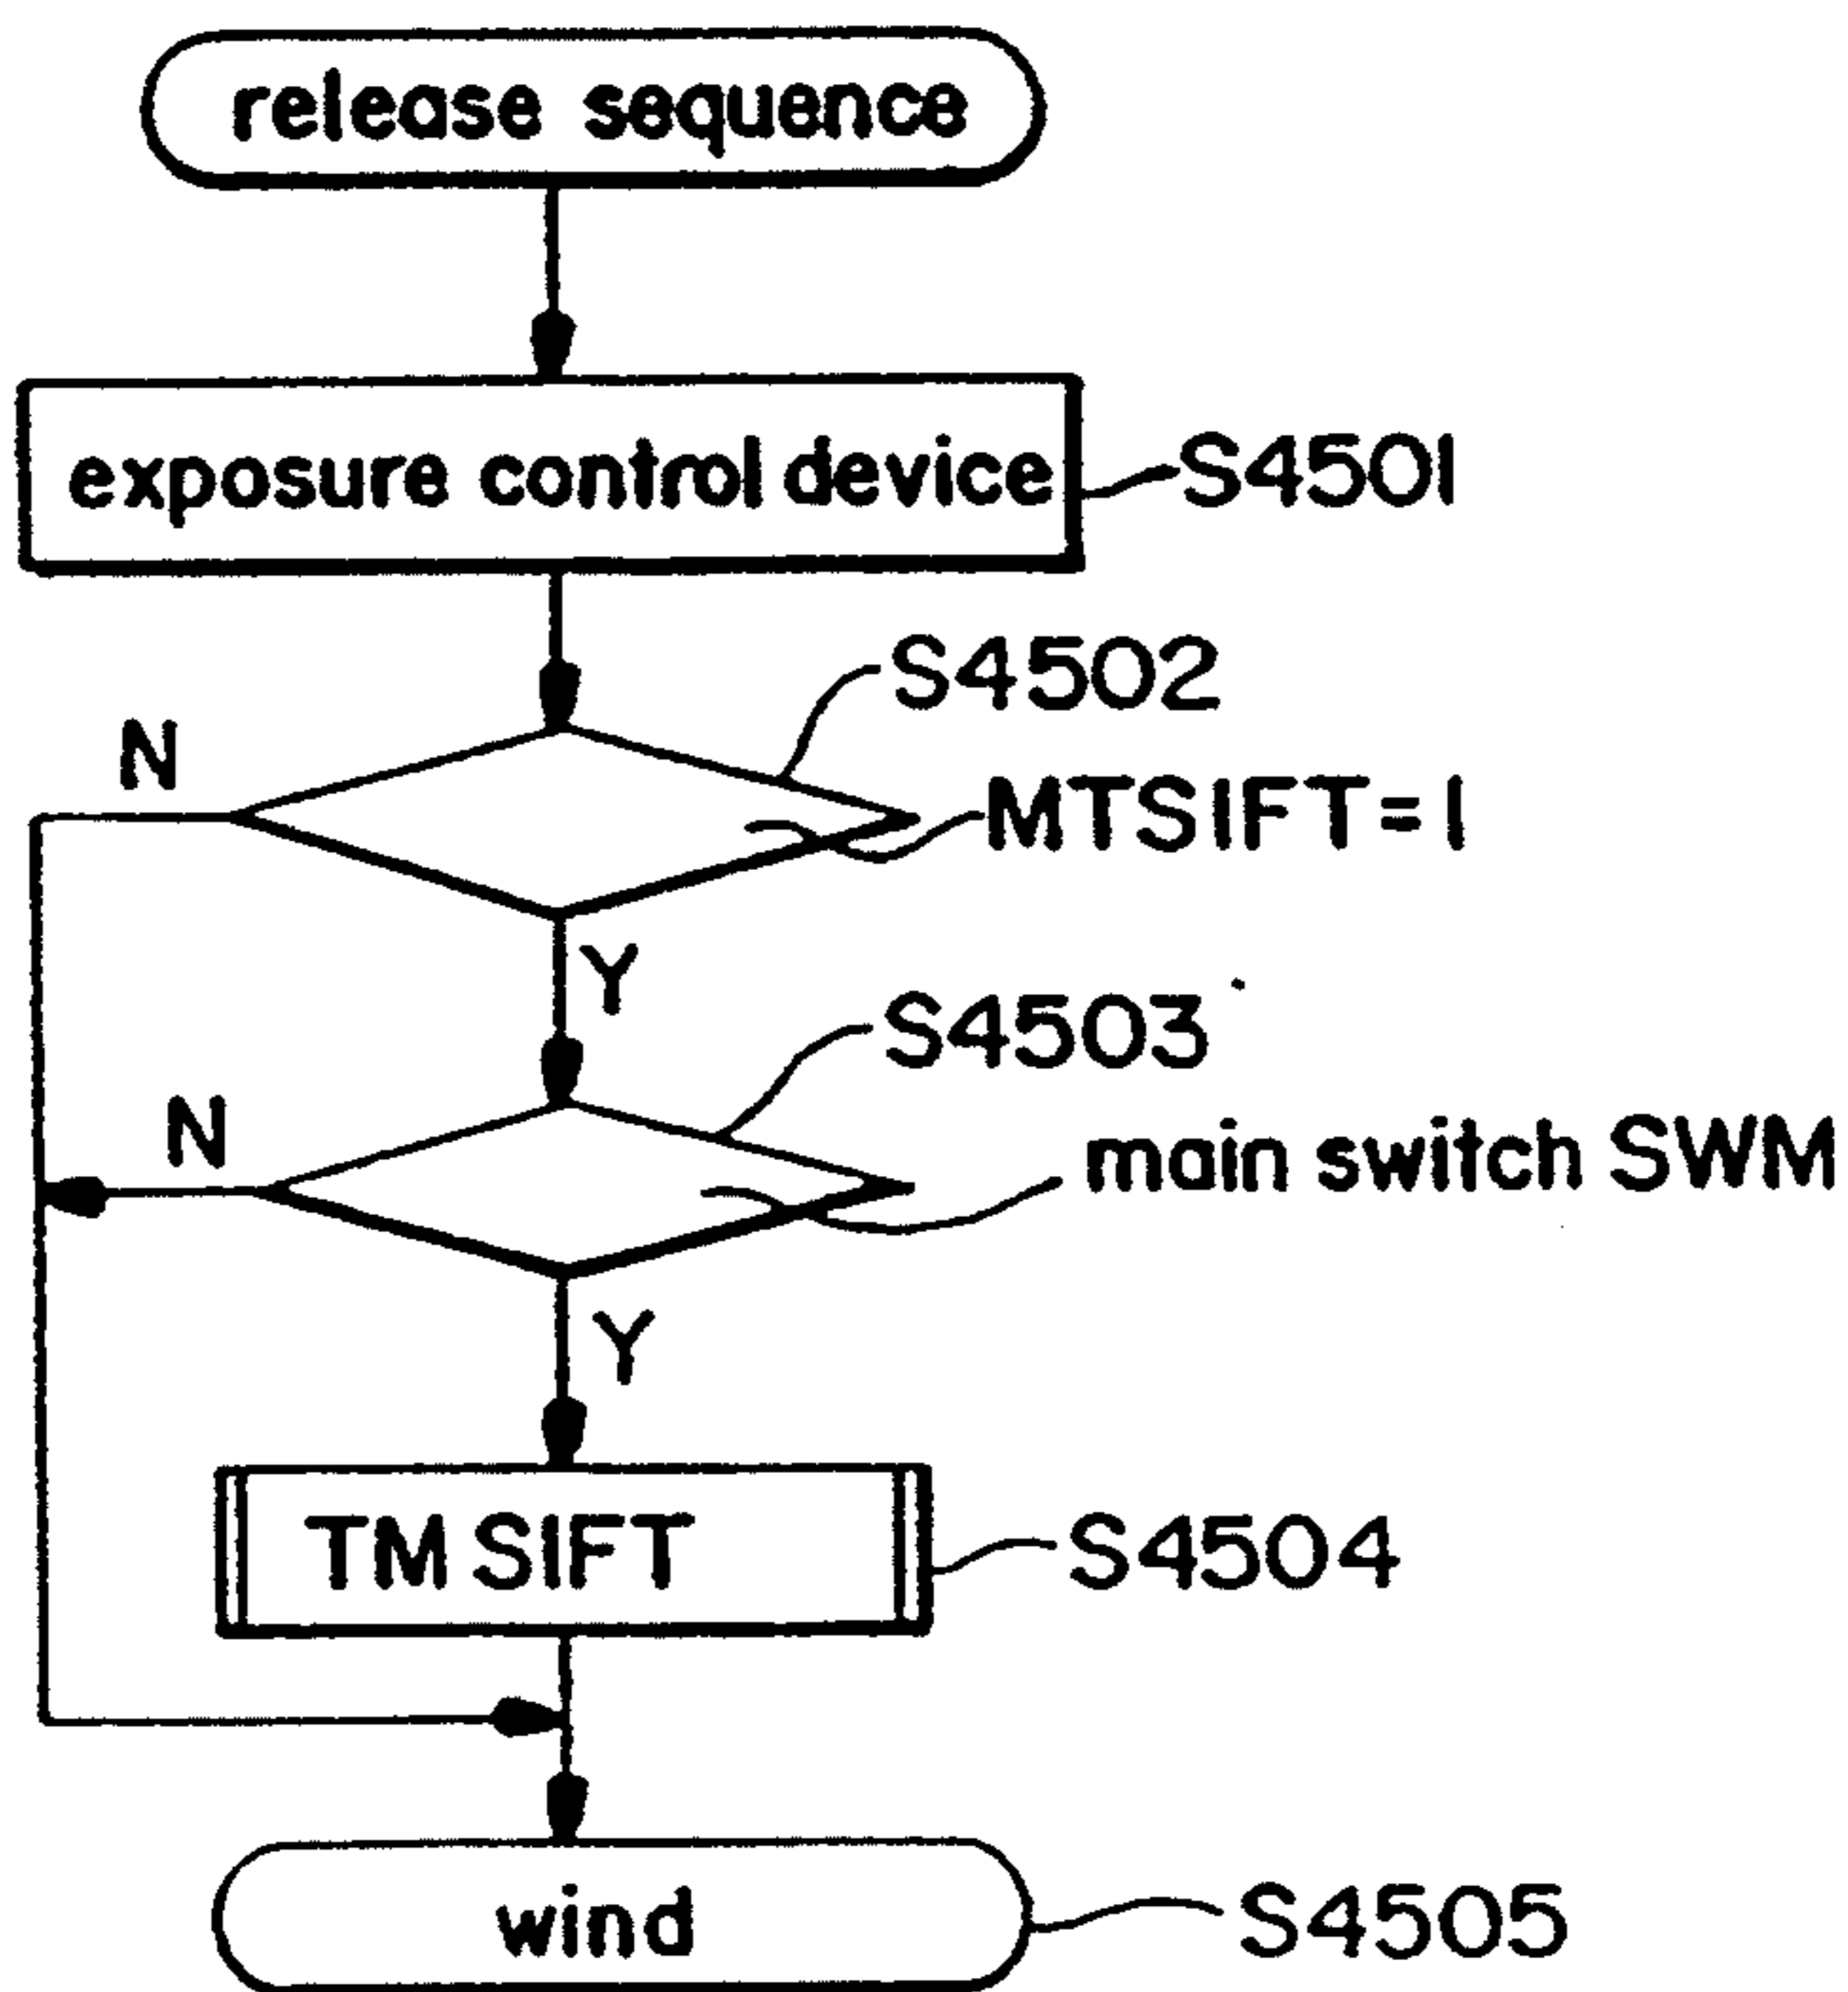 release sequence
exposure control device
S4501
S4502
N
MTSIFT=1
Y
S4503
N
main switch SWM
Y
TM SIFT
S4504
wind
S4505